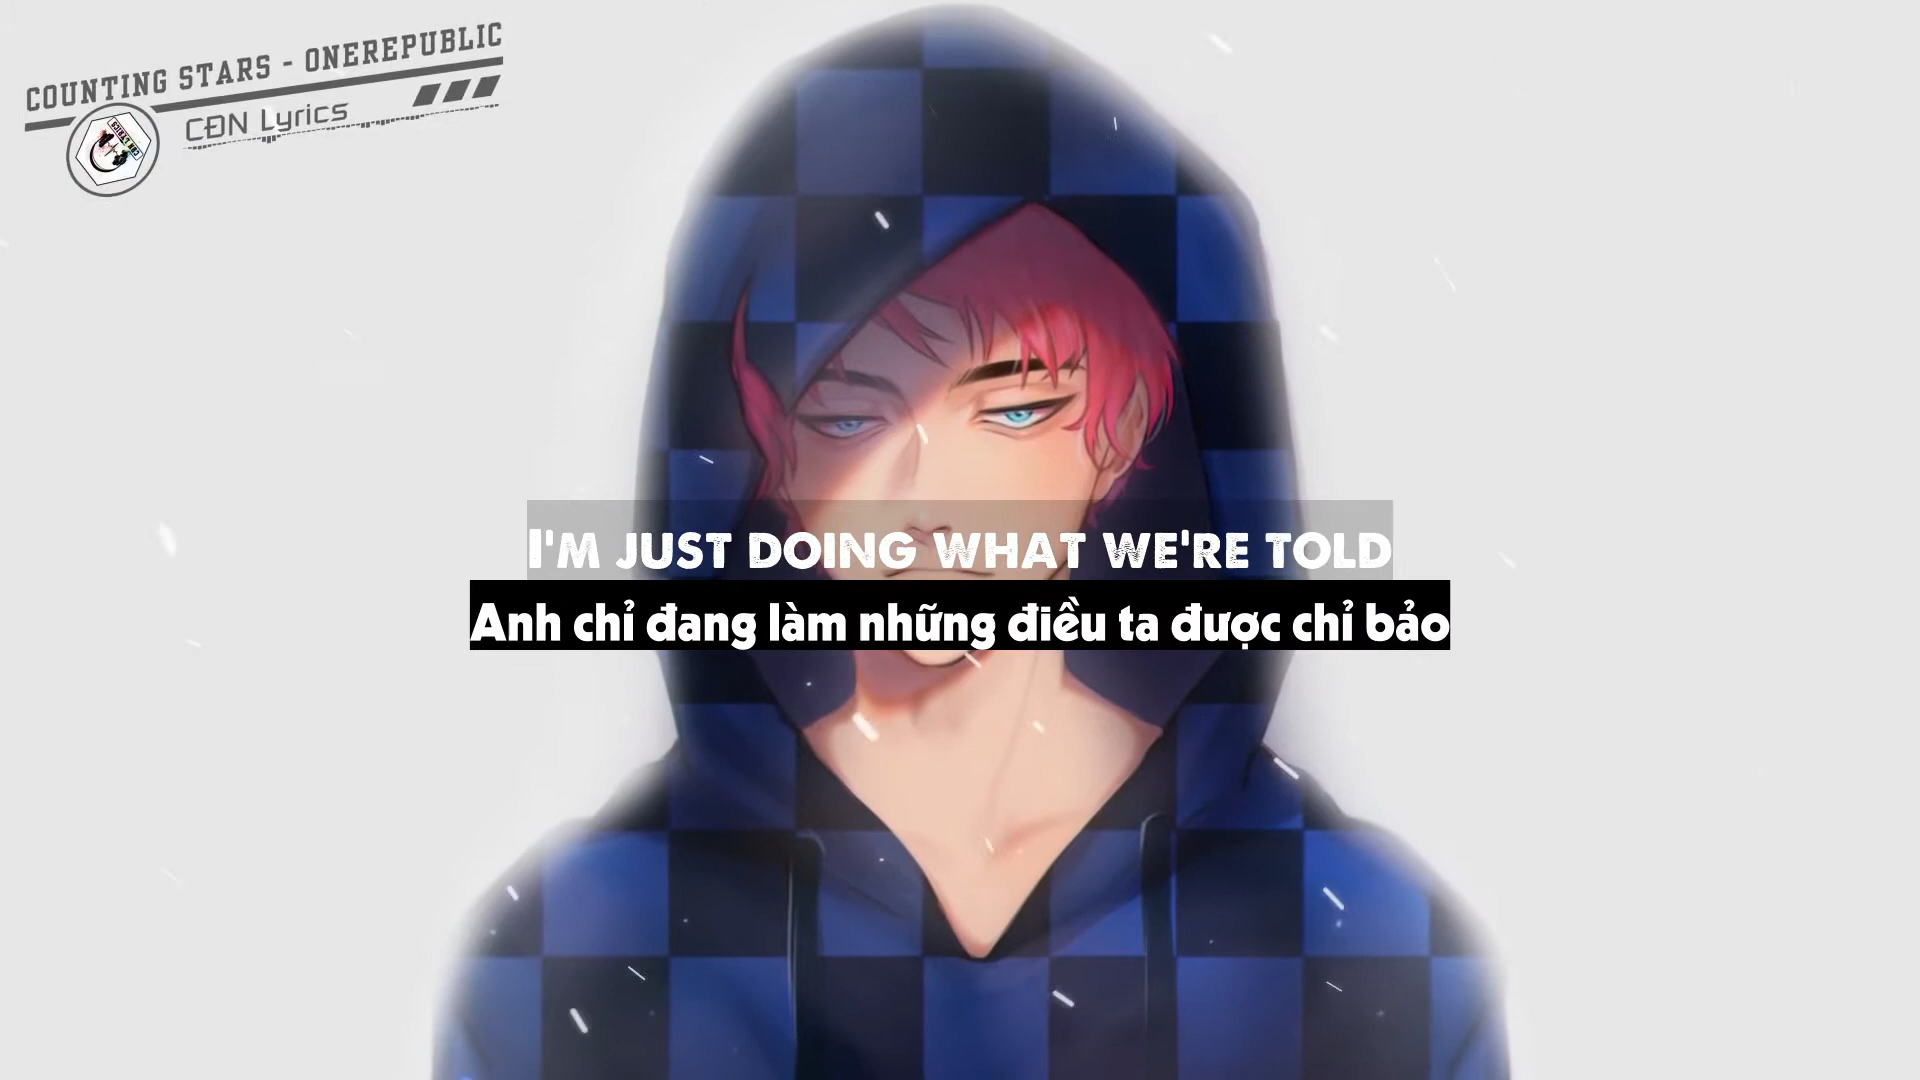 COUNTING STARS - ONEREPUBLIC
CĐN Lyrics
I'M JUST DOING WHAT WE'RE TOLD
Anh chỉ đang làm những điều ta được chỉ bảo